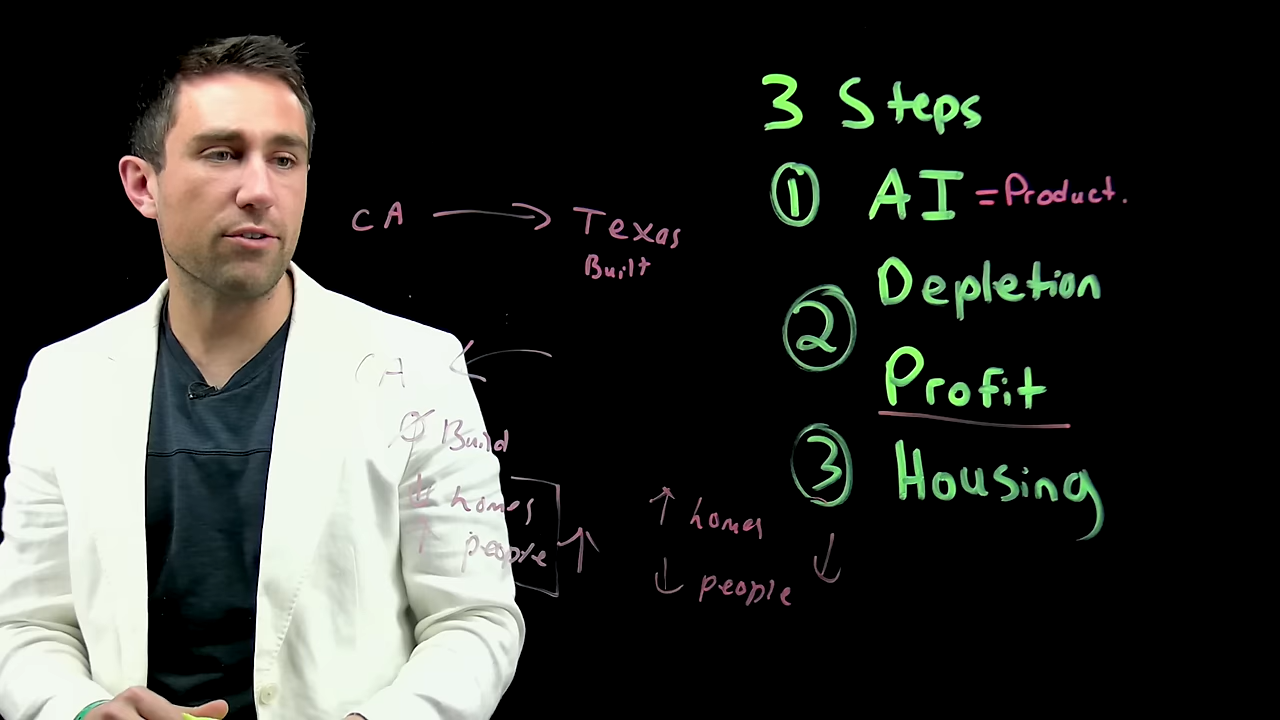 3 Steps
① AI = Product.
② Depletion
Profit
③ Housing
CA → Texas
Built
CA ←
Ø Build
↓ homes
↑ people ↑
↑ homes
↓ people ↓